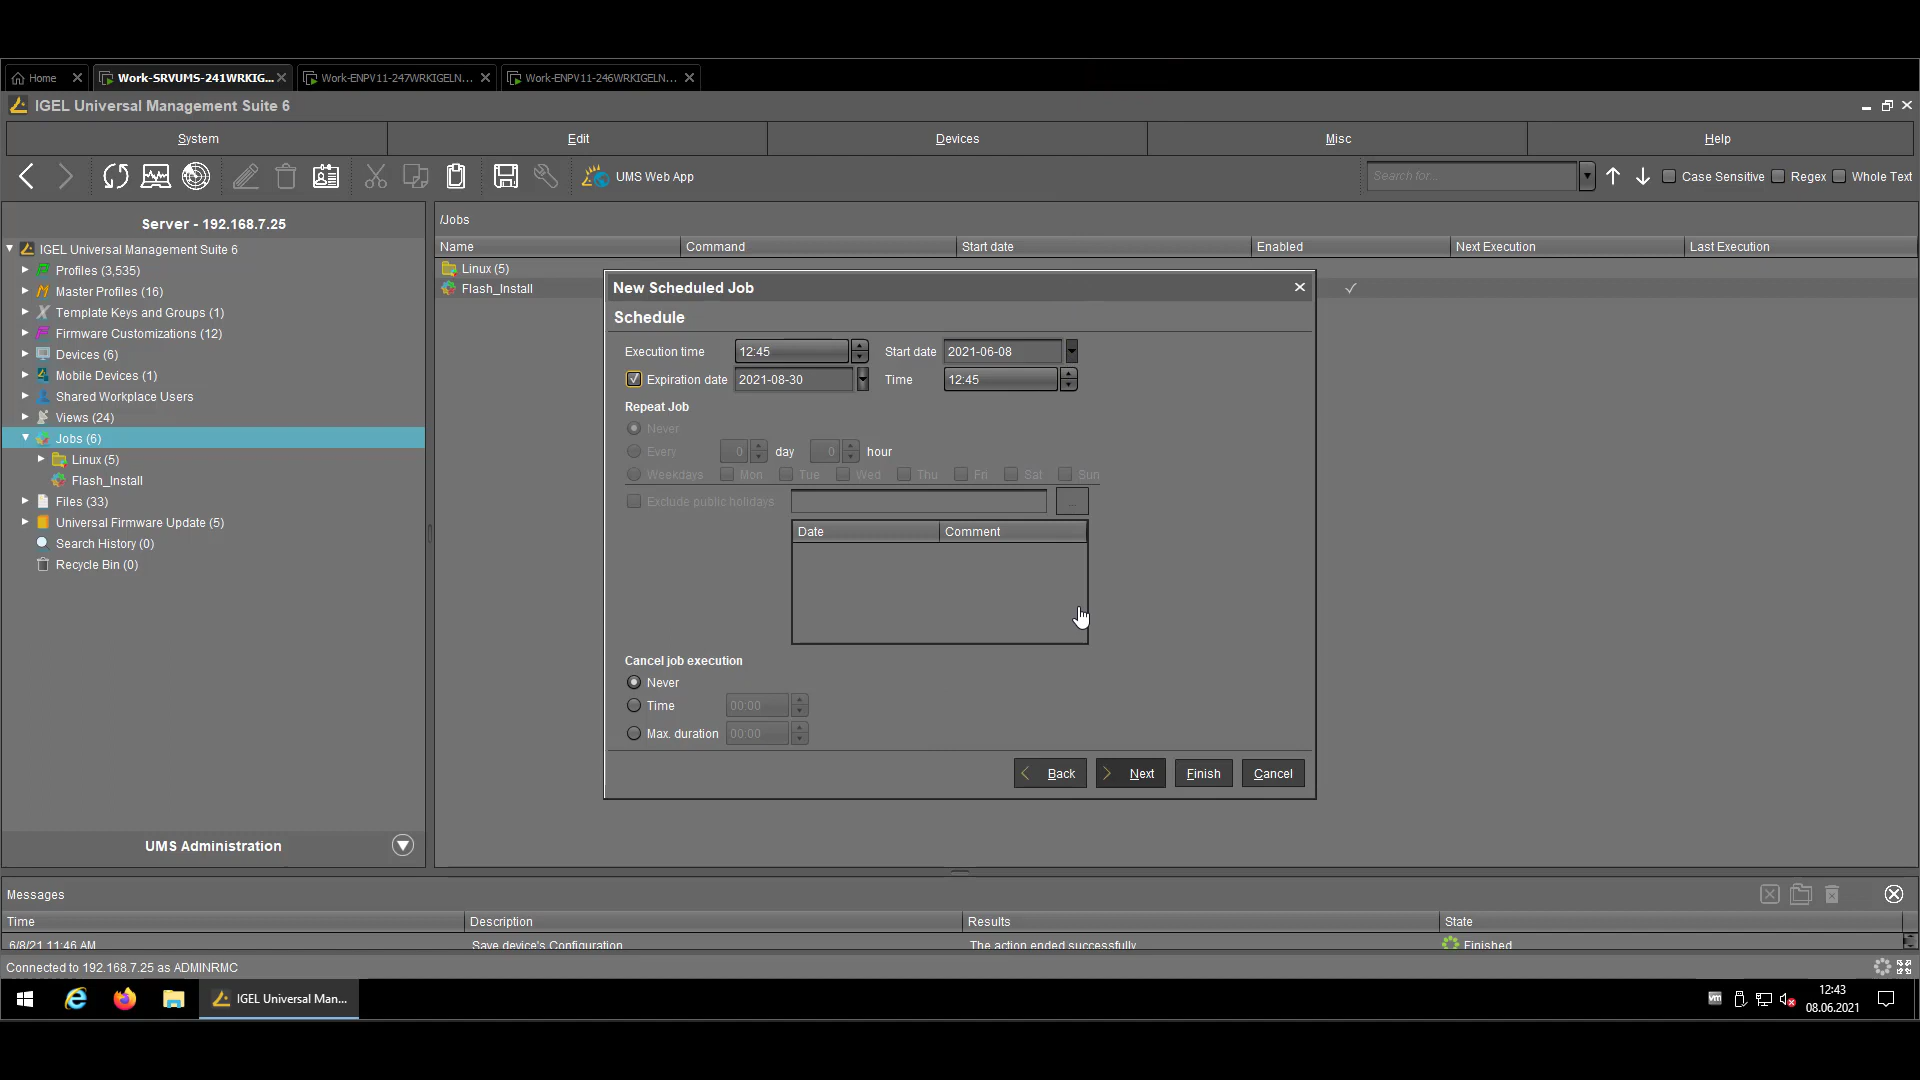 Home
Work-SRVUMS-241WRKIG...
Work-ENPV11-247WRKIGELN...
Work-ENPV11-246WRKIGELN...
IGEL Universal Management Suite 6
System Edit Devices Misc Help
UMS Web App
Search for...
Case Sensitive Regex Whole Text
Server - 192.168.7.25
IGEL Universal Management Suite 6
Profiles (3,535)
Master Profiles (16)
Template Keys and Groups (1)
Firmware Customizations (12)
Devices (6)
Mobile Devices (1)
Shared Workplace Users
Views (24)
Jobs (6)
Linux (5)
Flash_Install
Files (33)
Universal Firmware Update (5)
Search History (0)
Recycle Bin (0)
UMS Administration
/Jobs
Name Command Start date Enabled Next Execution Last Execution
Linux (5)
Flash_Install
New Scheduled Job
Schedule
Execution time 12:45 Start date 2021-06-08
Expiration date 2021-08-30 Time 12:45
Repeat Job
Never
Every 0 day 0 hour
Weekdays Mon Tue Wed Thu Fri Sat Sun
Exclude public holidays ...
Date Comment
Cancel job execution
Never
Time 00:00
Max. duration 00:00
Back Next Finish Cancel
Messages
Time Description Results State
6/8/21 11:46 AM Save device's Configuration The action ended successfully Finished
Connected to 192.168.7.25 as ADMINRMC
IGEL Universal Man...
vm
12:43
08.06.2021